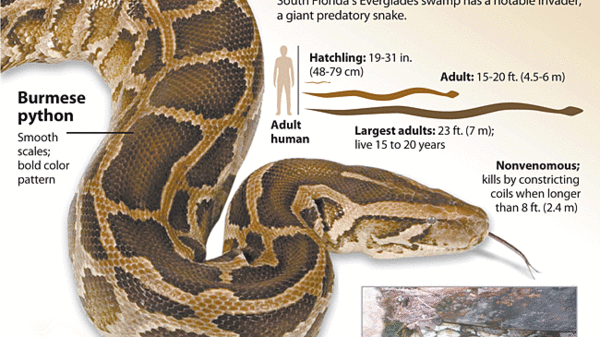 South Florida's Everglades swamp has a notable invader,
a giant predatory snake.
Hatchling: 19-31 in.
(48-79 cm)
Adult: 15-20 ft. (4.5-6 m)
Burmese
python
Smooth
scales;
bold color
pattern
Adult
human
Largest adults: 23 ft. (7 m);
live 15 to 20 years
Nonvenomous;
kills by constricting
coils when longer
than 8 ft. (2.4 m)